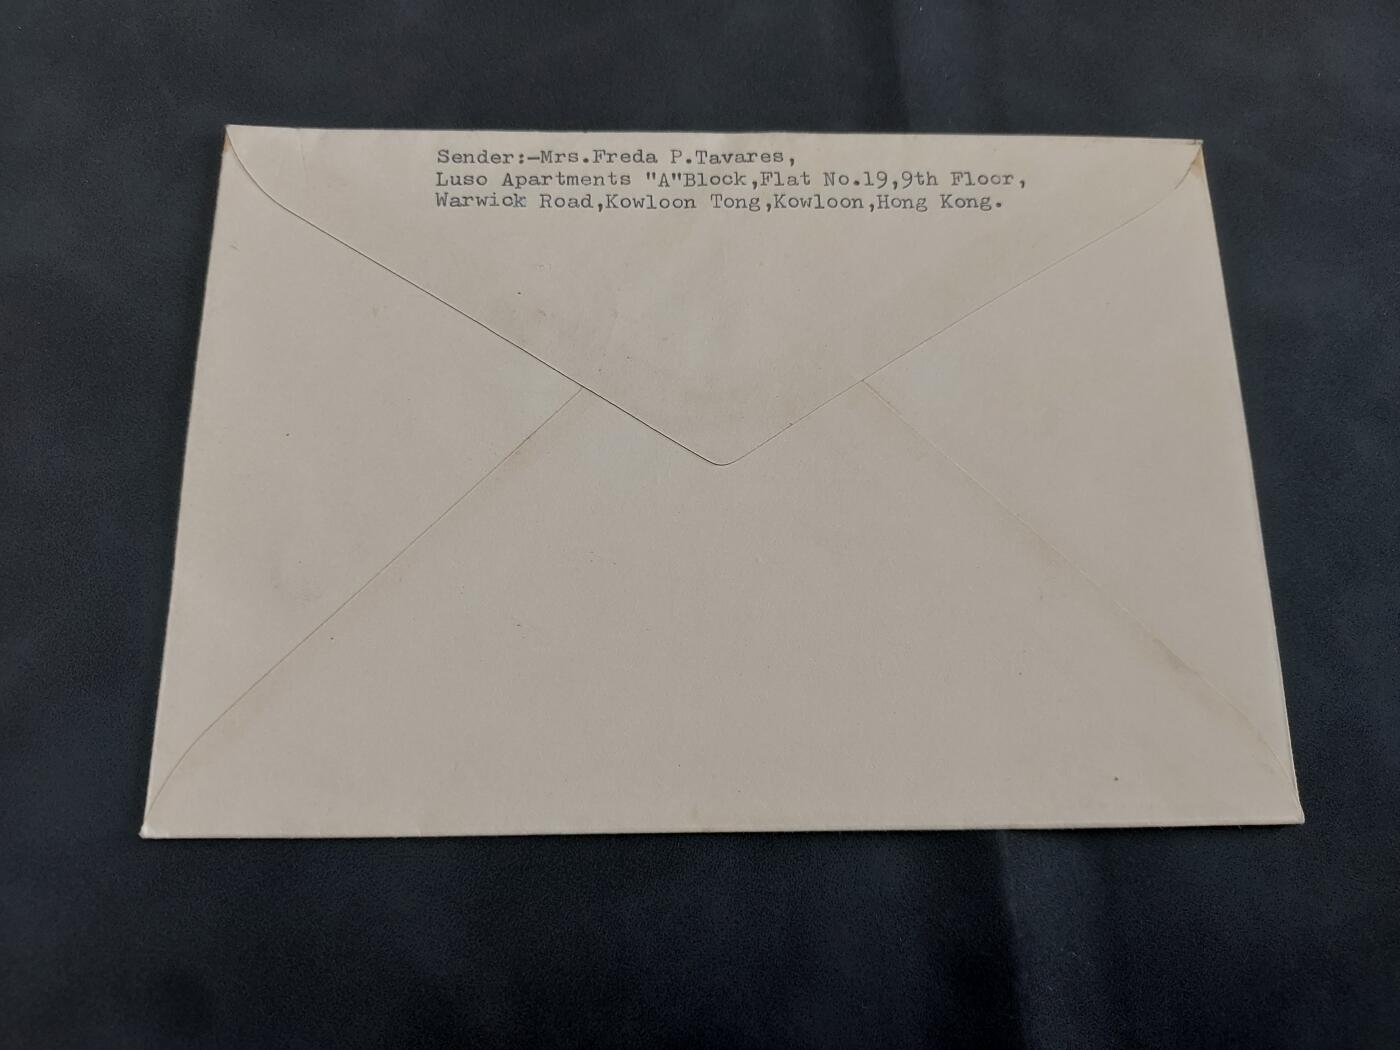 Sender:-Mrs.Freda P.Tavares,
Luso Apartments "A"Block,Flat No.19,9th Floor,
Warwick Road,Kowloon Tong,Kowloon,Hong Kong.